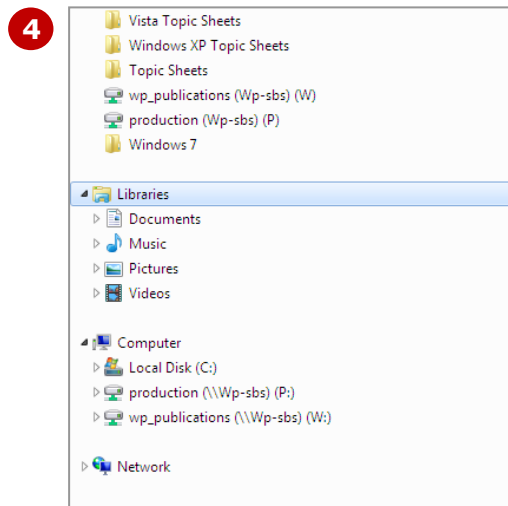 4
Vista Topic Sheets
Windows XP Topic Sheets
Topic Sheets
wp_publications (Wp-sbs) (W)
production (Wp-sbs) (P)
Windows 7
Libraries
Documents
Music
Pictures
Videos
Computer
Local Disk (C:)
production (\\Wp-sbs) (P:)
wp_publications (\\Wp-sbs) (W:)
Network